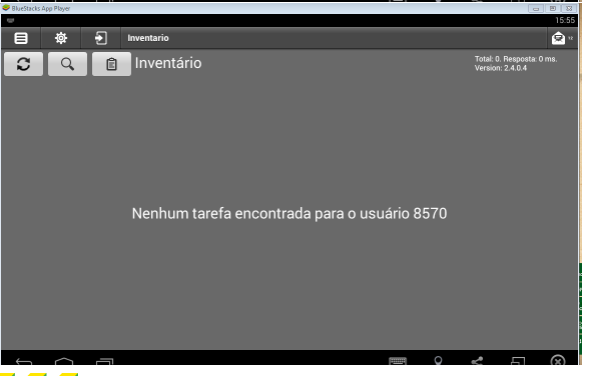 BlueStacks App Player
15:55
Inventario
Inventário
Total: 0. Resposta: 0 ms.
Version: 2.4.0.4
Nenhum tarefa encontrada para o usuário 8570